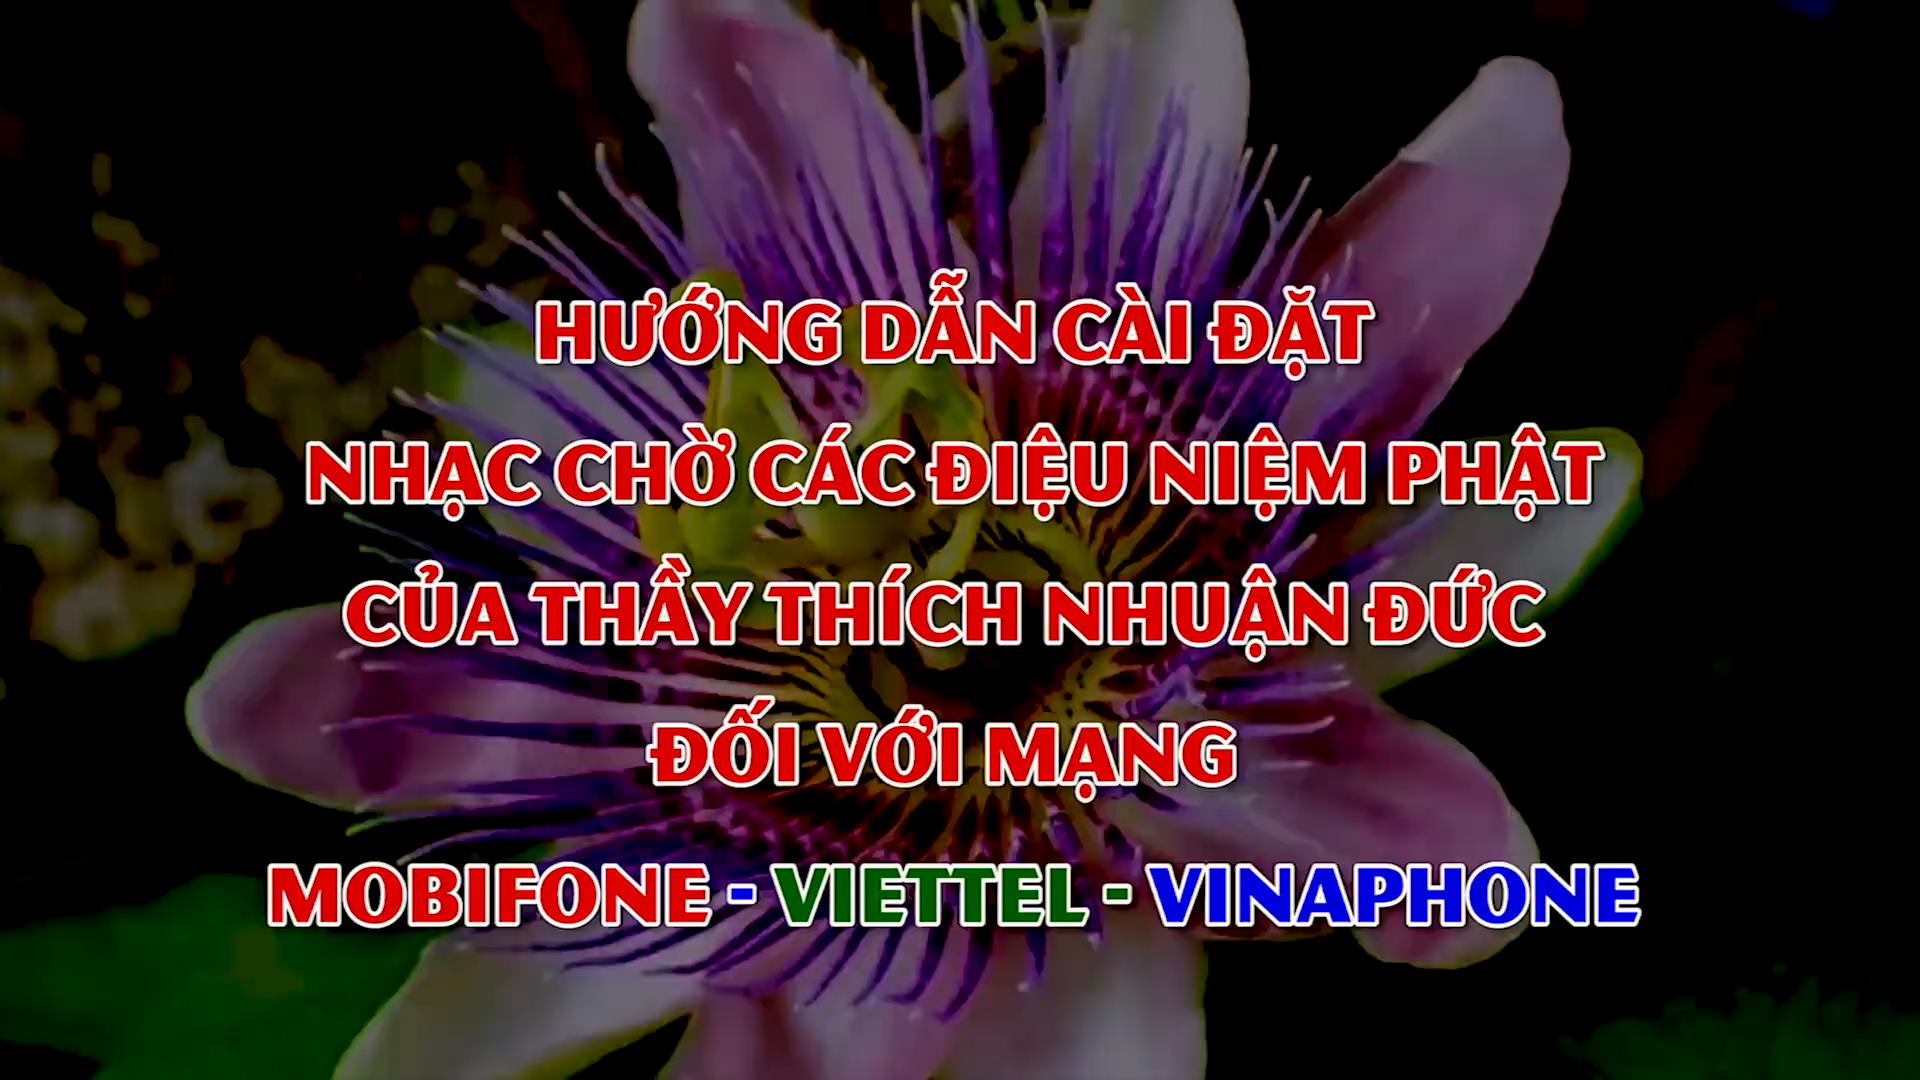 HƯỚNG DẪN CÀI ĐẶT
NHẠC CHỜ CÁC ĐIỆU NIỆM PHẬT
CỦA THẦY THÍCH NHUẬN ĐỨC
ĐỐI VỚI MẠNG
MOBIFONE - VIETTEL - VINAPHONE